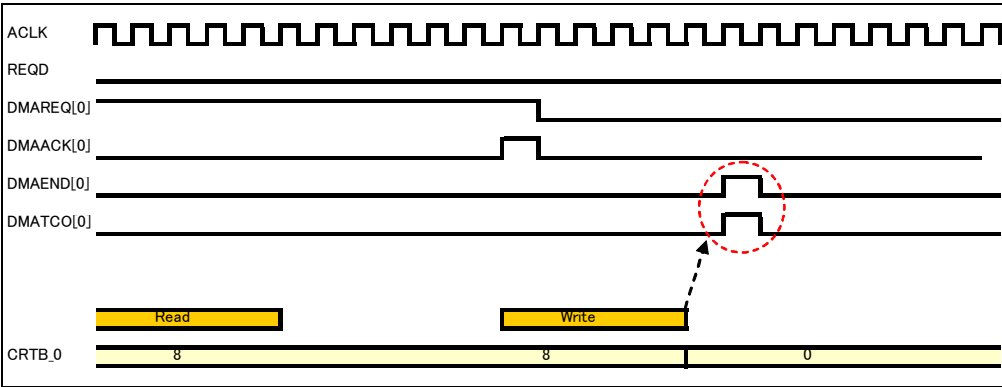 ACLK
REQD
DMAREQ[0]
DMAACK[0]
DMAEND[0]
DMATCO[0]
Read Write
CRTB_0 8 8 0